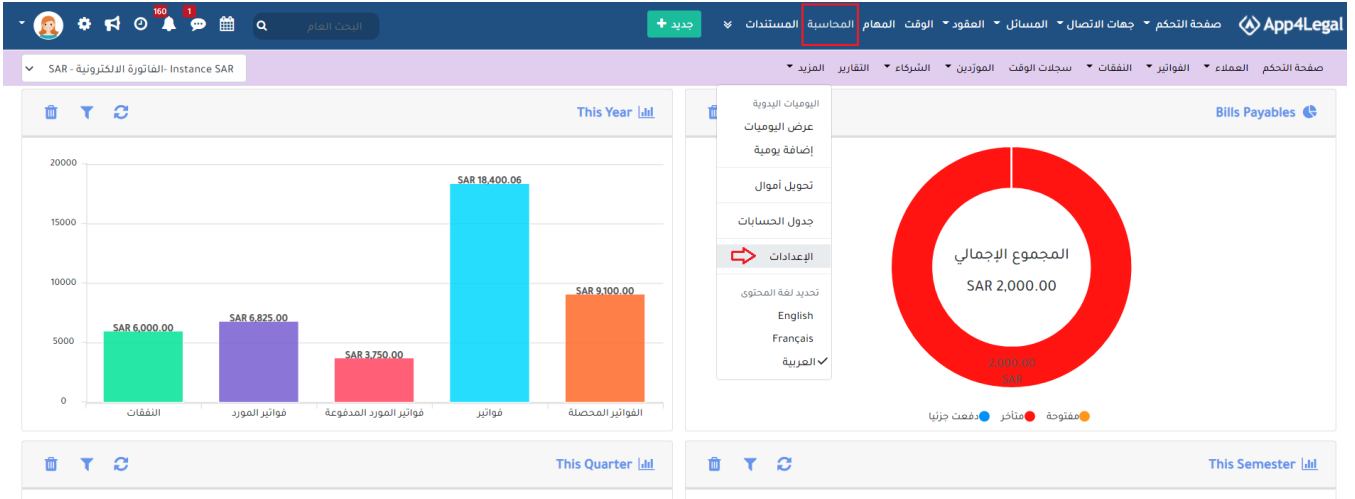 App4Legal صفحة التحكم جهات الاتصال المسائل العقود الوقت المهام المحاسبة المستندات جديد + البحث العام 1 160
صفحة التحكم العملاء الفواتير النفقات سجلات الوقت الموردين الشركاء التقارير المزيد Instance SAR -الفاتورة الالكترونية - SAR
Bills Payables
المجموع الإجمالي
SAR 2,000.00
2,000.00
SAR
مفتوحة متأخر دفعت جزئيا
اليوميات اليدوية
عرض اليوميات
إضافة يومية
تحويل أموال
جدول الحسابات
الإعدادات
تحديد لغة المحتوى
English
Français
العربية
This Year
20000
15000
10000
5000
0
SAR 6,000.00
SAR 6,825.00
SAR 3,750.00
SAR 18,400.06
SAR 9,100.00
الفواتير المحصلة فواتير فواتير المورد المدفوعة فواتير المورد النفقات
This Semester
This Quarter